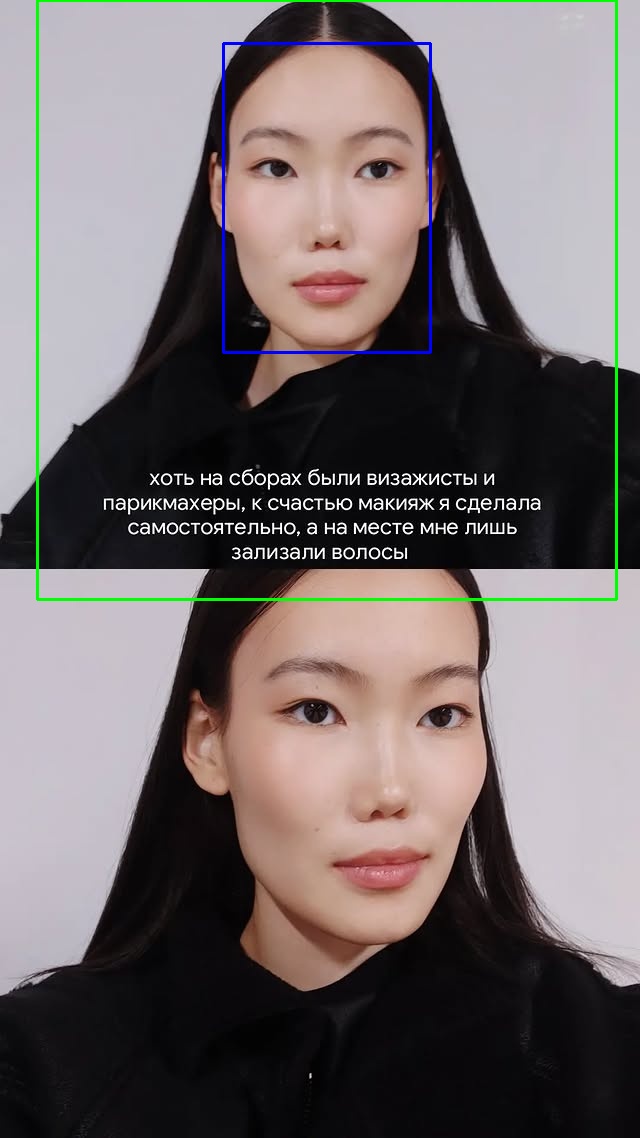 хоть на сборах были визажисты и
парикмахеры, к счастью макияж я сделала
самостоятельно, а на месте мне лишь
зализали волосы